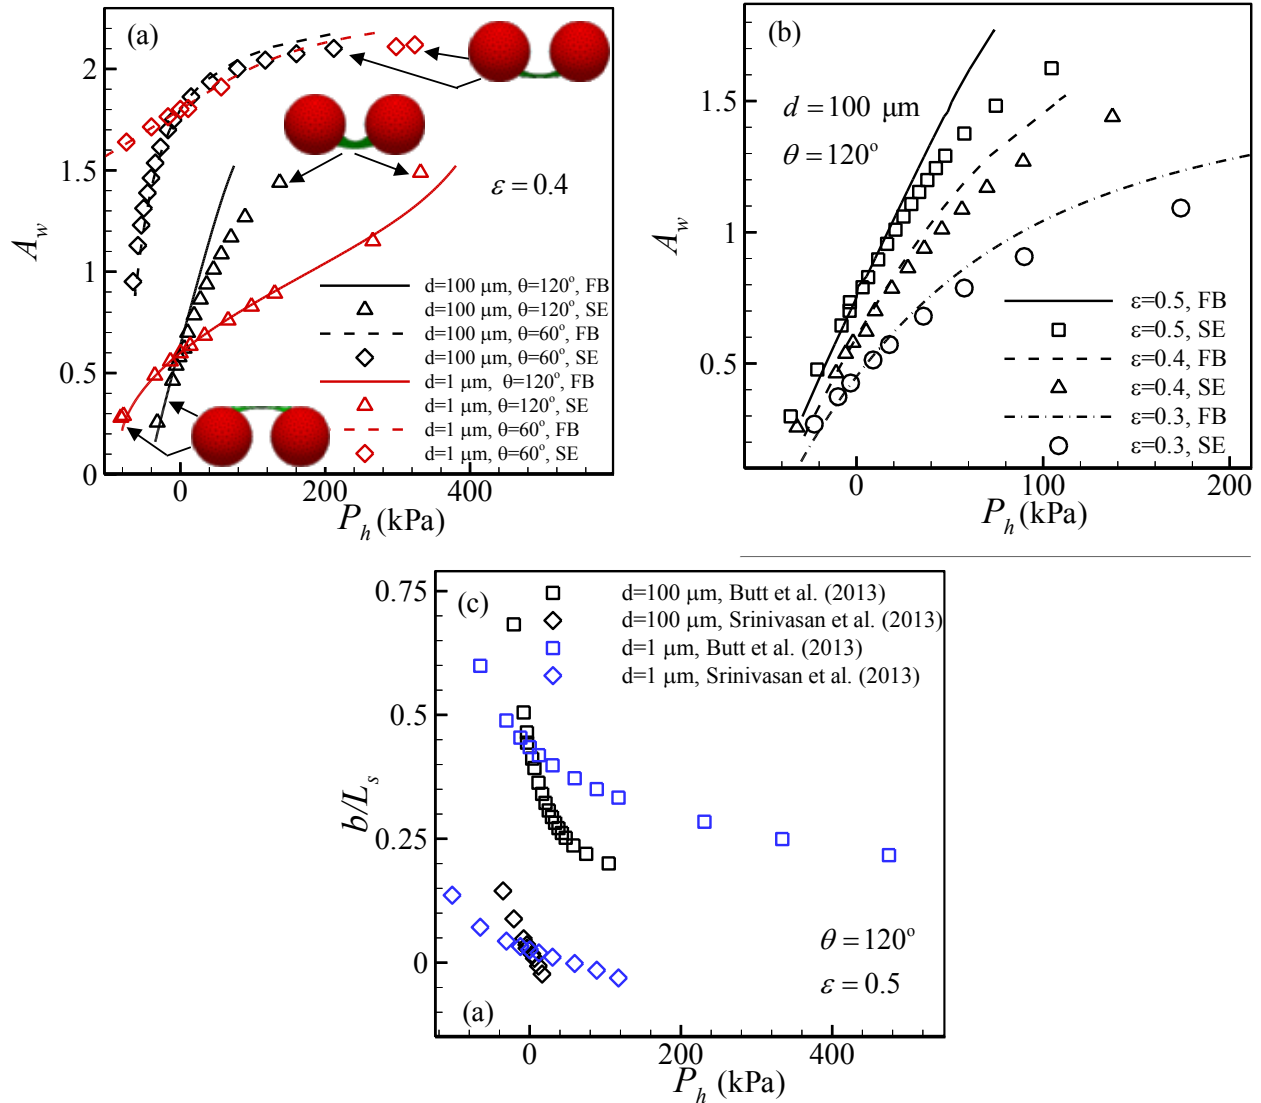 (a)
2
1.5
1
0.5
0
A_w
ε = 0.4
d=100 μm, θ=120°, FB
d=100 μm, θ=120°, SE
d=100 μm, θ=60°, FB
d=100 μm, θ=60°, SE
d=1 μm, θ=120°, FB
d=1 μm, θ=120°, SE
d=1 μm, θ=60°, FB
d=1 μm, θ=60°, SE
0 200 400
P_h (kPa)
(b)
1.5
1
0.5
A_w
d = 100 μm
θ = 120°
ε=0.5, FB
ε=0.5, SE
ε=0.4, FB
ε=0.4, SE
ε=0.3, FB
ε=0.3, SE
0 100 200
P_h (kPa)
(c)
0.75
0.5
0.25
0
b/L_s
d=100 μm, Butt et al. (2013)
d=100 μm, Srinivasan et al. (2013)
d=1 μm, Butt et al. (2013)
d=1 μm, Srinivasan et al. (2013)
θ = 120°
ε = 0.5
(a)
0 200 400
P_h (kPa)